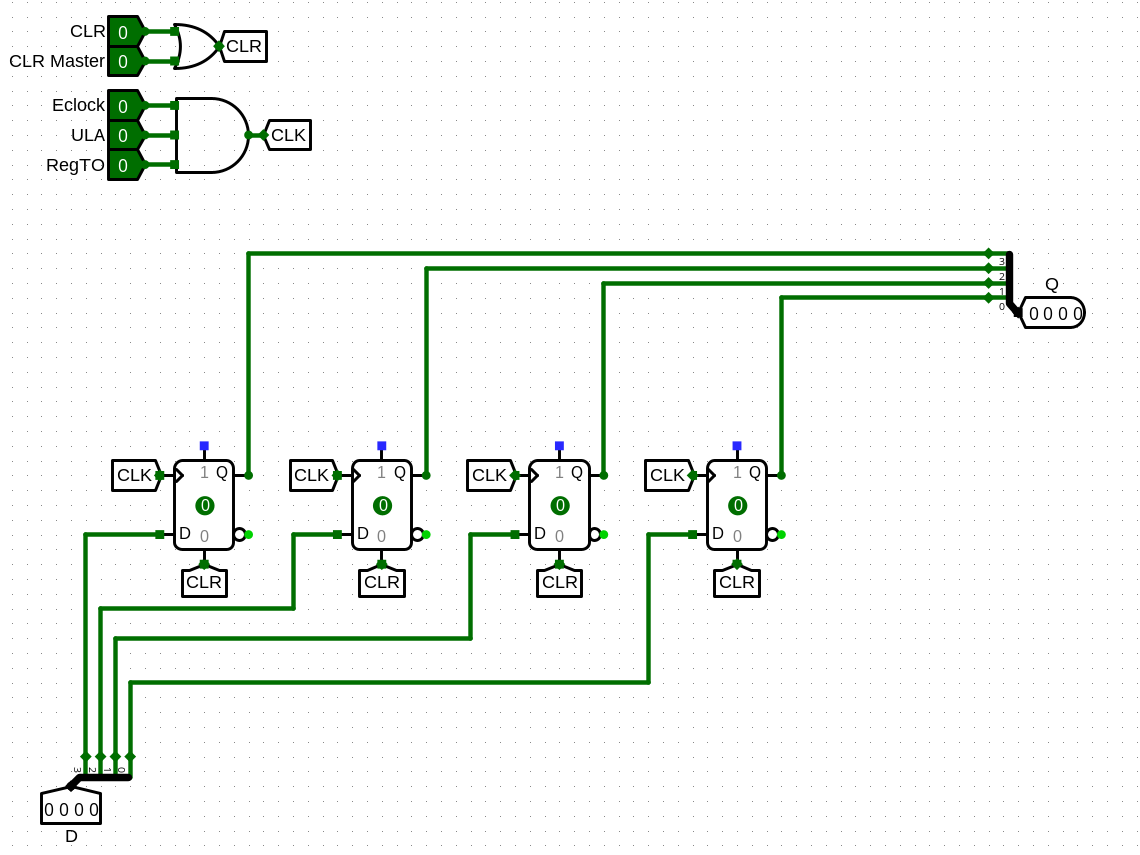 CLR 0 CLR
CLR Master 0
Eclock 0
ULA 0 CLK
RegTO 0
3
2
1
0
Q
0 0 0 0
CLK 1 Q CLK 1 Q CLK 1 Q CLK 1 Q
0 0 0 0
D 0 D 0 D 0 D 0
CLR CLR CLR CLR
3 2 1 0
0 0 0 0
D